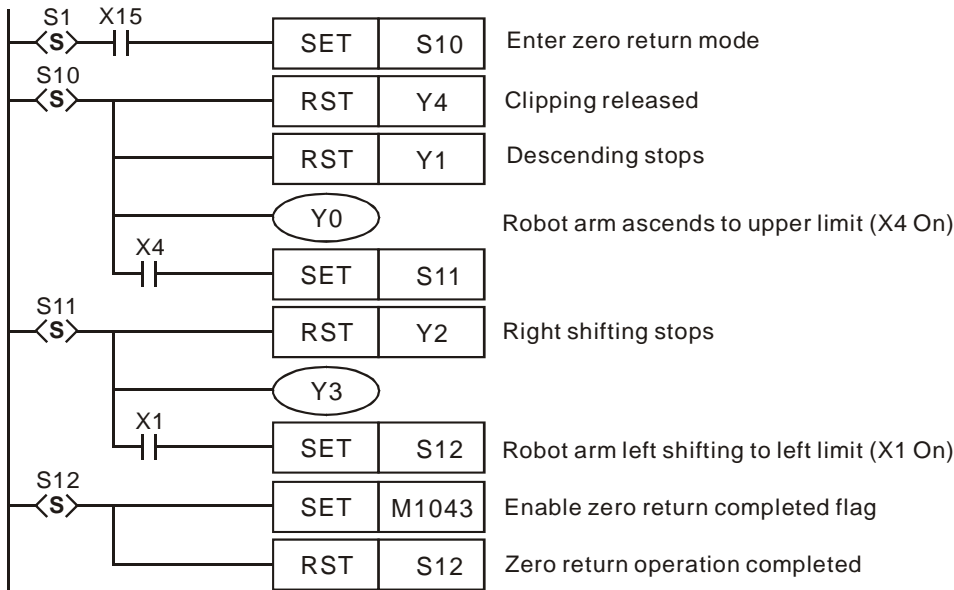 S1 X15
S SET S10 Enter zero return mode
S10
S RST Y4 Clipping released
RST Y1 Descending stops
Y0 Robot arm ascends to upper limit (X4 On)
X4
SET S11
S11
S RST Y2 Right shifting stops
Y3
X1
SET S12 Robot arm left shifting to left limit (X1 On)
S12
S SET M1043 Enable zero return completed flag
RST S12 Zero return operation completed